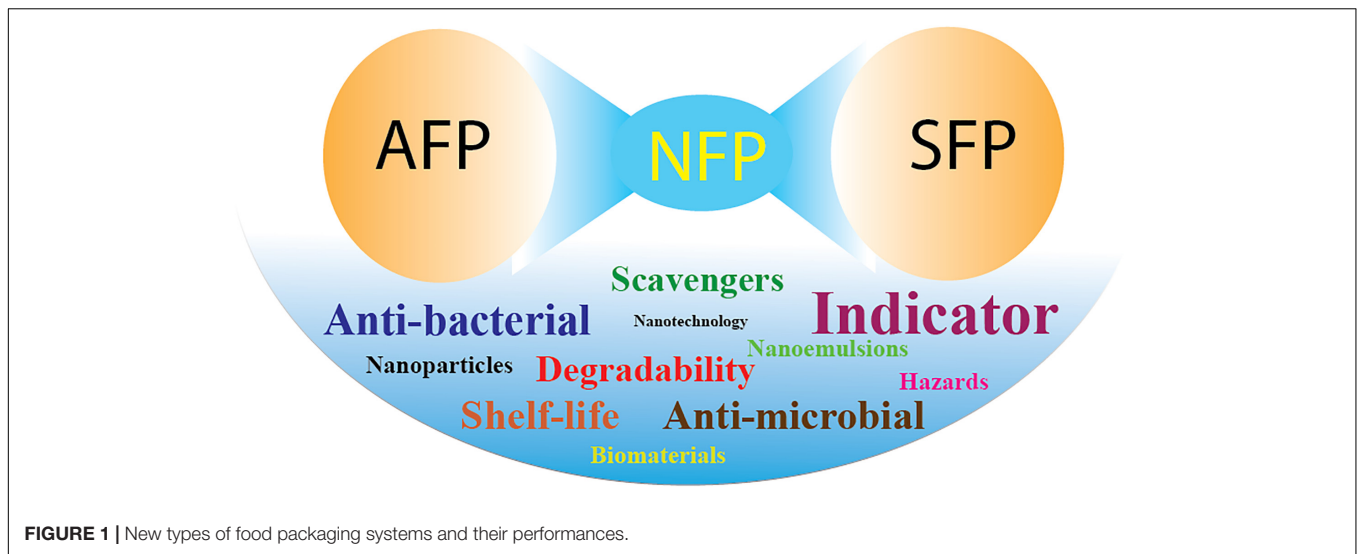 AFP
NFP
SFP
Scavengers
Anti-bacterial
Nanotechnology
Indicator
Nanoemulsions
Nanoparticles
Degradability
Hazards
Shelf-life
Anti-microbial
Biomaterials
FIGURE 1 | New types of food packaging systems and their performances.